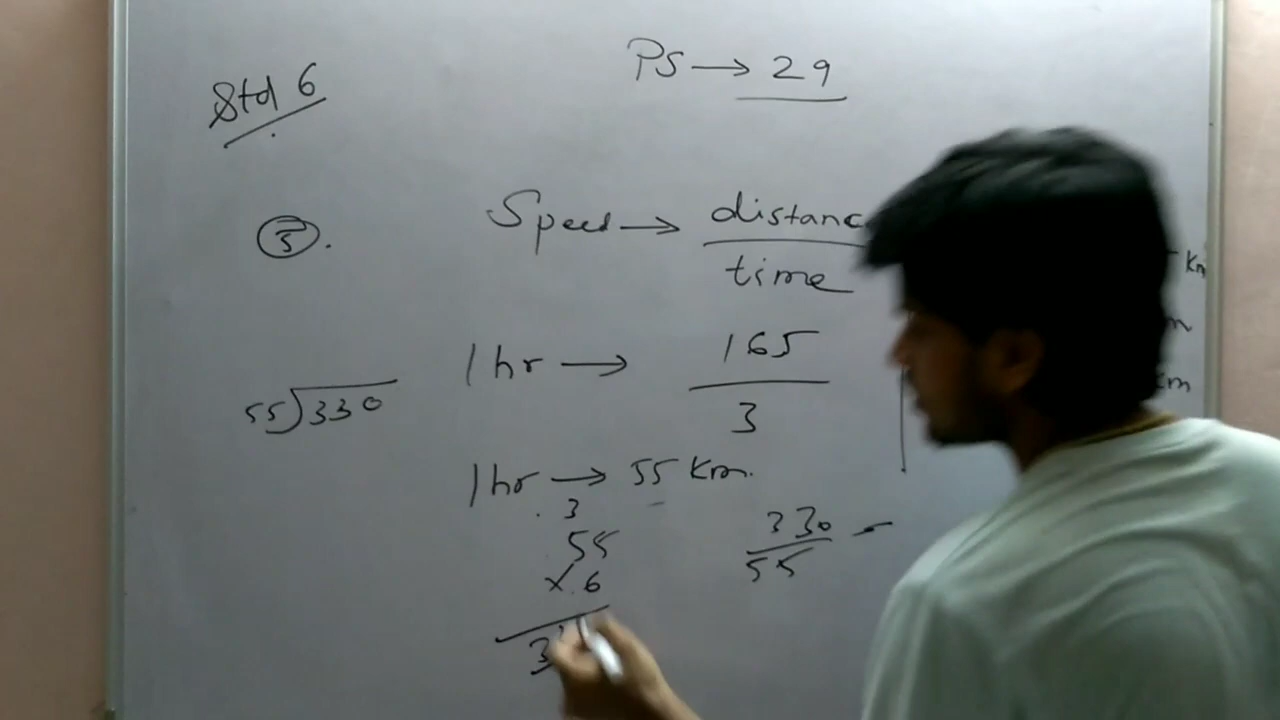 PS → 29
Std 6
Speed → distanc
time
3.
Km
m
1 hr → 165
3
km
55)330
1 hr → 55 Km.
3
330
55
55
× 6
3